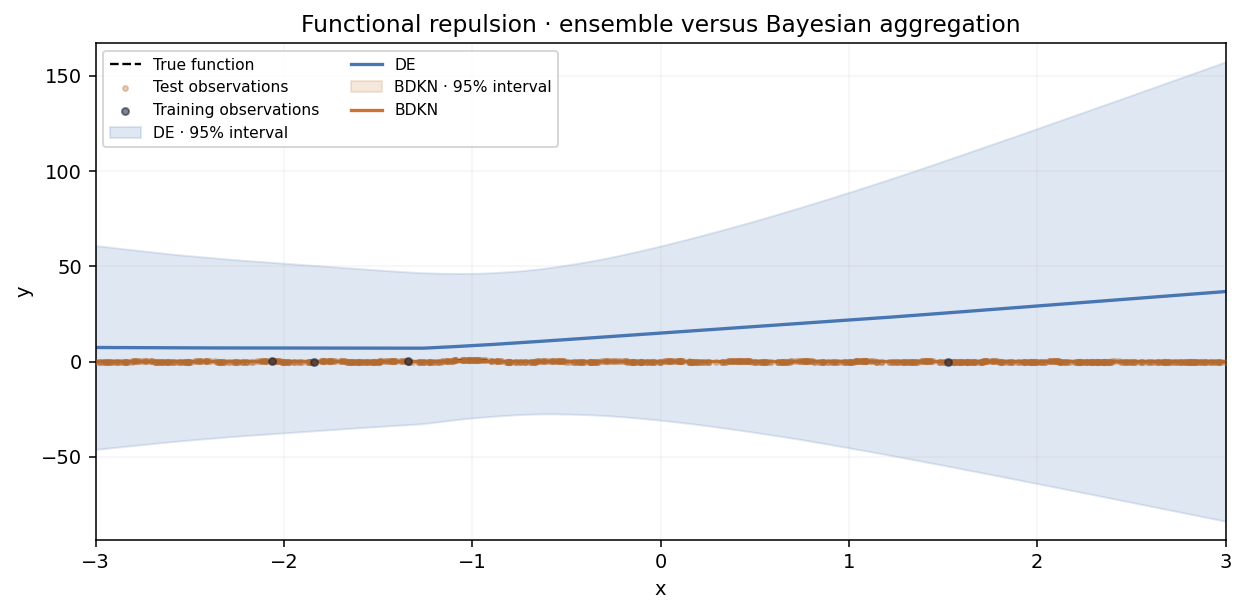 Functional repulsion · ensemble versus Bayesian aggregation
True function
Test observations
Training observations
DE · 95% interval
DE
BDKN · 95% interval
BDKN
y
150
100
50
0
−50
−3
−2
−1
0
1
2
3
x